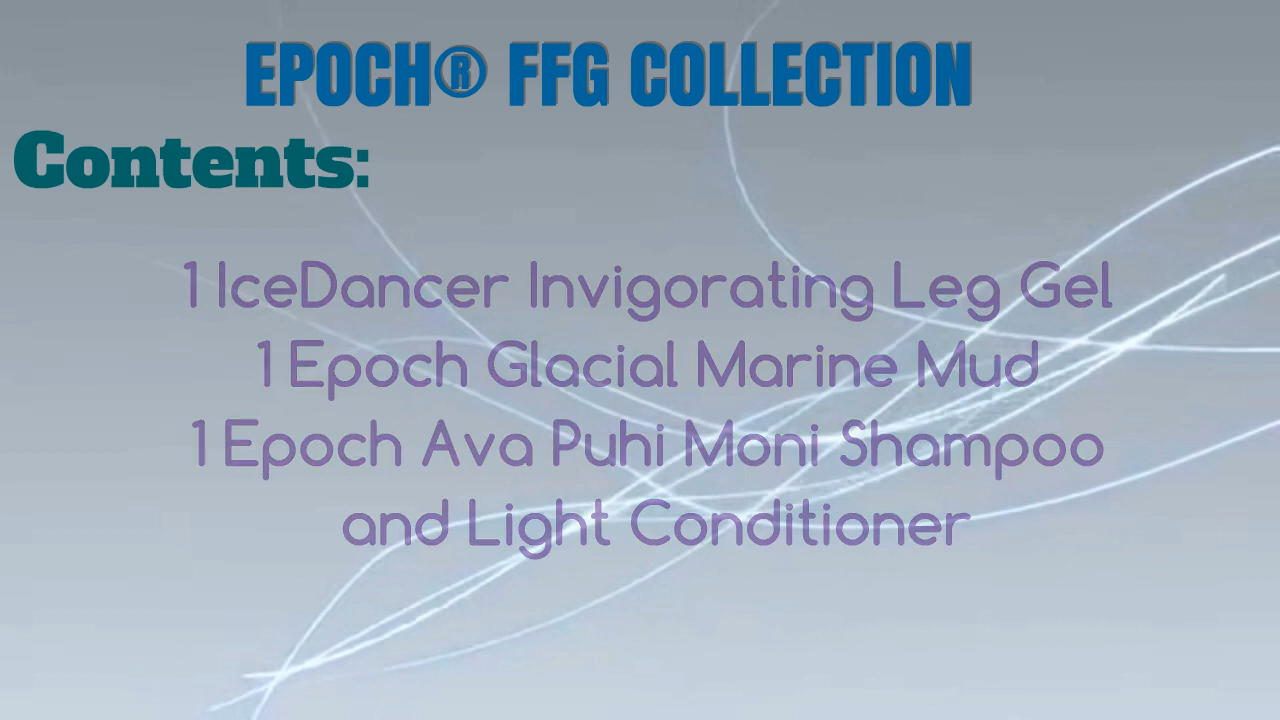 EPOCH® FFG COLLECTION
Contents:
1 IceDancer Invigorating Leg Gel
1 Epoch Glacial Marine Mud
1 Epoch Ava Puhi Moni Shampoo
and Light Conditioner